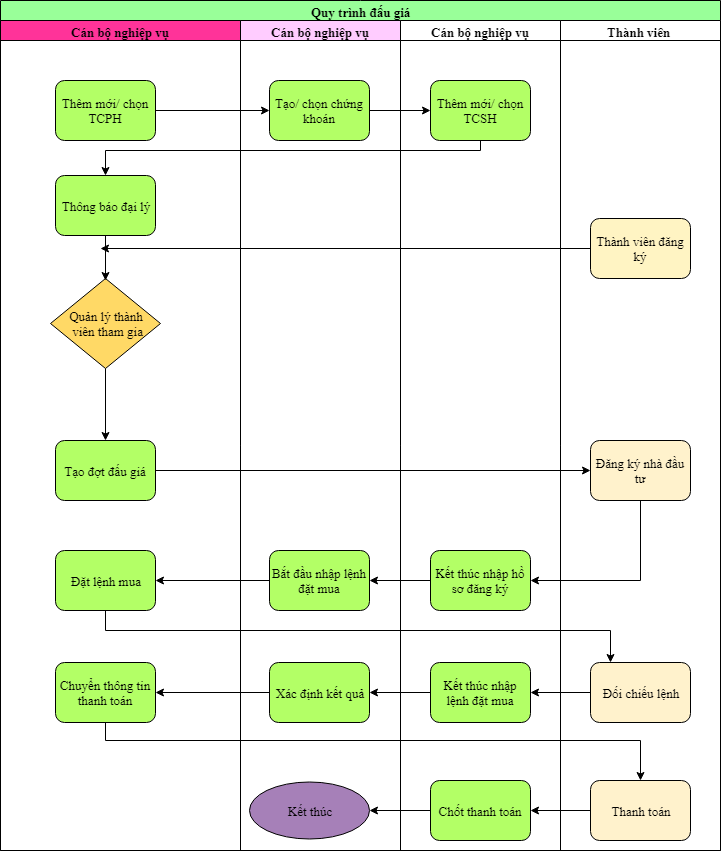 Quy trình đấu giá
Cán bộ nghiệp vụ
Cán bộ nghiệp vụ
Cán bộ nghiệp vụ
Thành viên
Thêm mới/ chọn
TCPH
Tạo/ chọn chứng
khoán
Thêm mới/ chọn
TCSH
Thông báo đại lý
Thành viên đăng
ký
Quản lý thành
viên tham gia
Tạo đợt đấu giá
Đăng ký nhà đầu
tư
Đặt lệnh mua
Bắt đầu nhập lệnh
đặt mua
Kết thúc nhập hồ
sơ đăng ký
Chuyển thông tin
thanh toán
Xác định kết quả
Kết thúc nhập
lệnh đặt mua
Đối chiếu lệnh
Kết thúc
Chốt thanh toán
Thanh toán